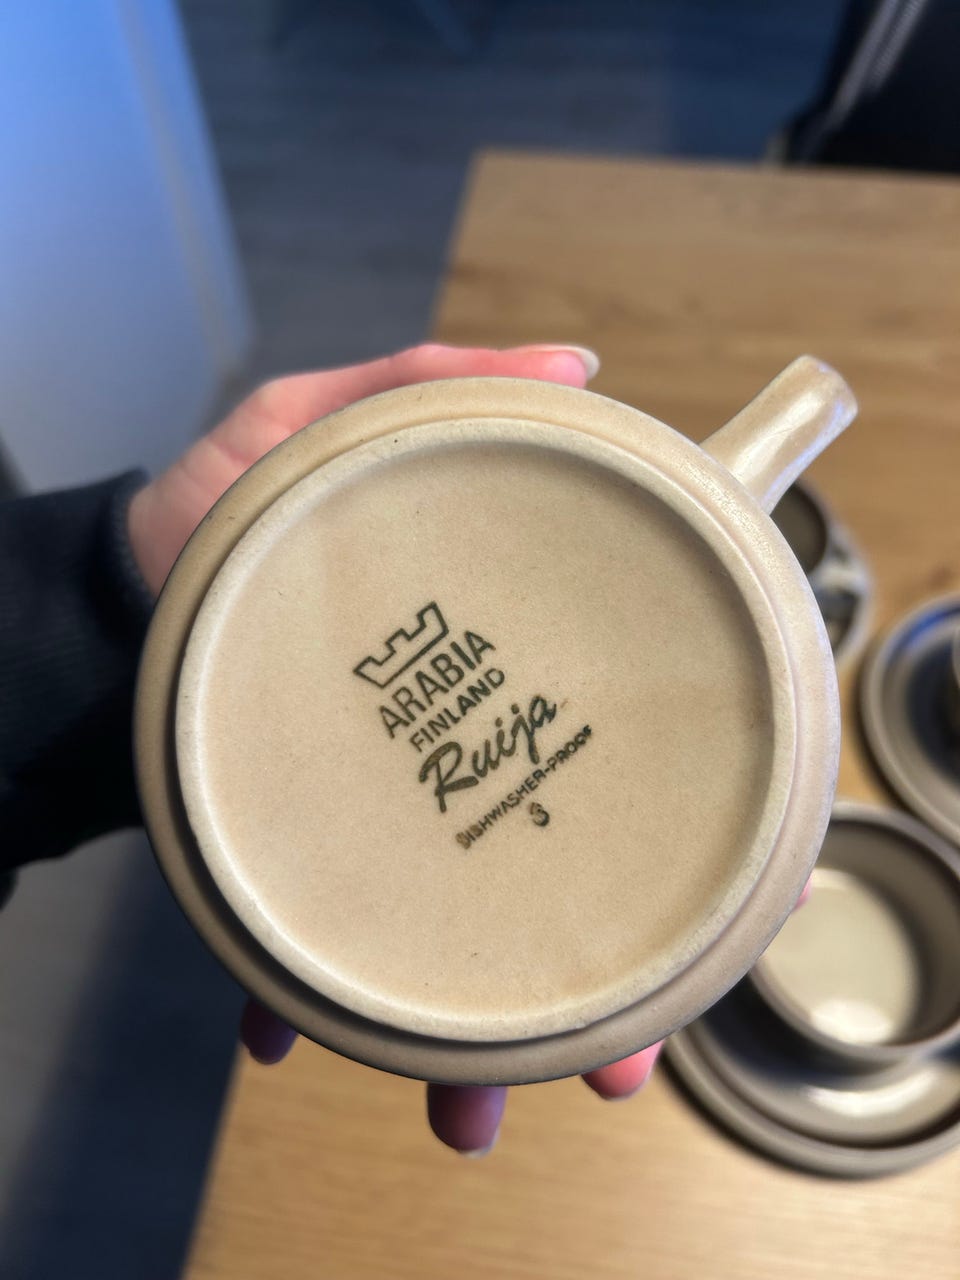 ARABIA
FINLAND
Ruija
DISHWASHER-PROOF
S